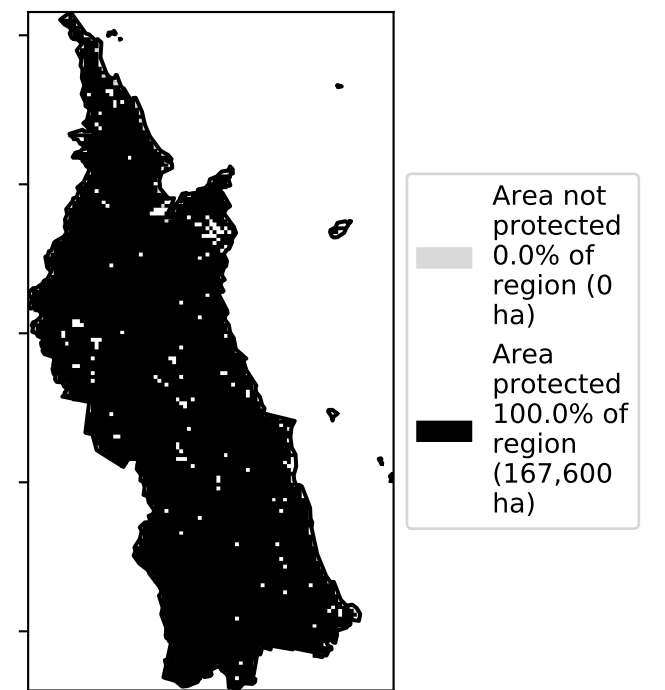 Area not
protected
0.0% of
region (0
ha)
Area
protected
100.0% of
region
(167,600
ha)